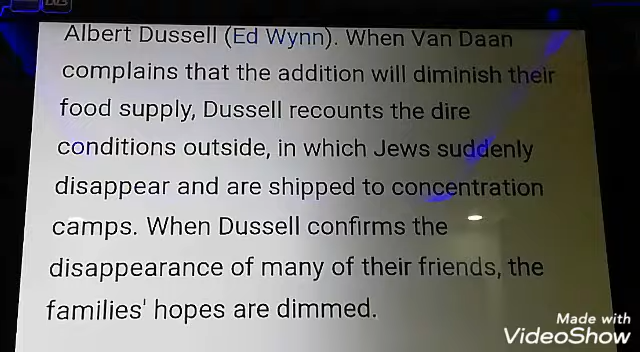 Albert Dussell (Ed Wynn). When Van Daan
complains that the addition will diminish their
food supply, Dussell recounts the dire
conditions outside, in which Jews suddenly
disappear and are shipped to concentration
camps. When Dussell confirms the
disappearance of many of their friends, the
families' hopes are dimmed.
Made with
VideoShow